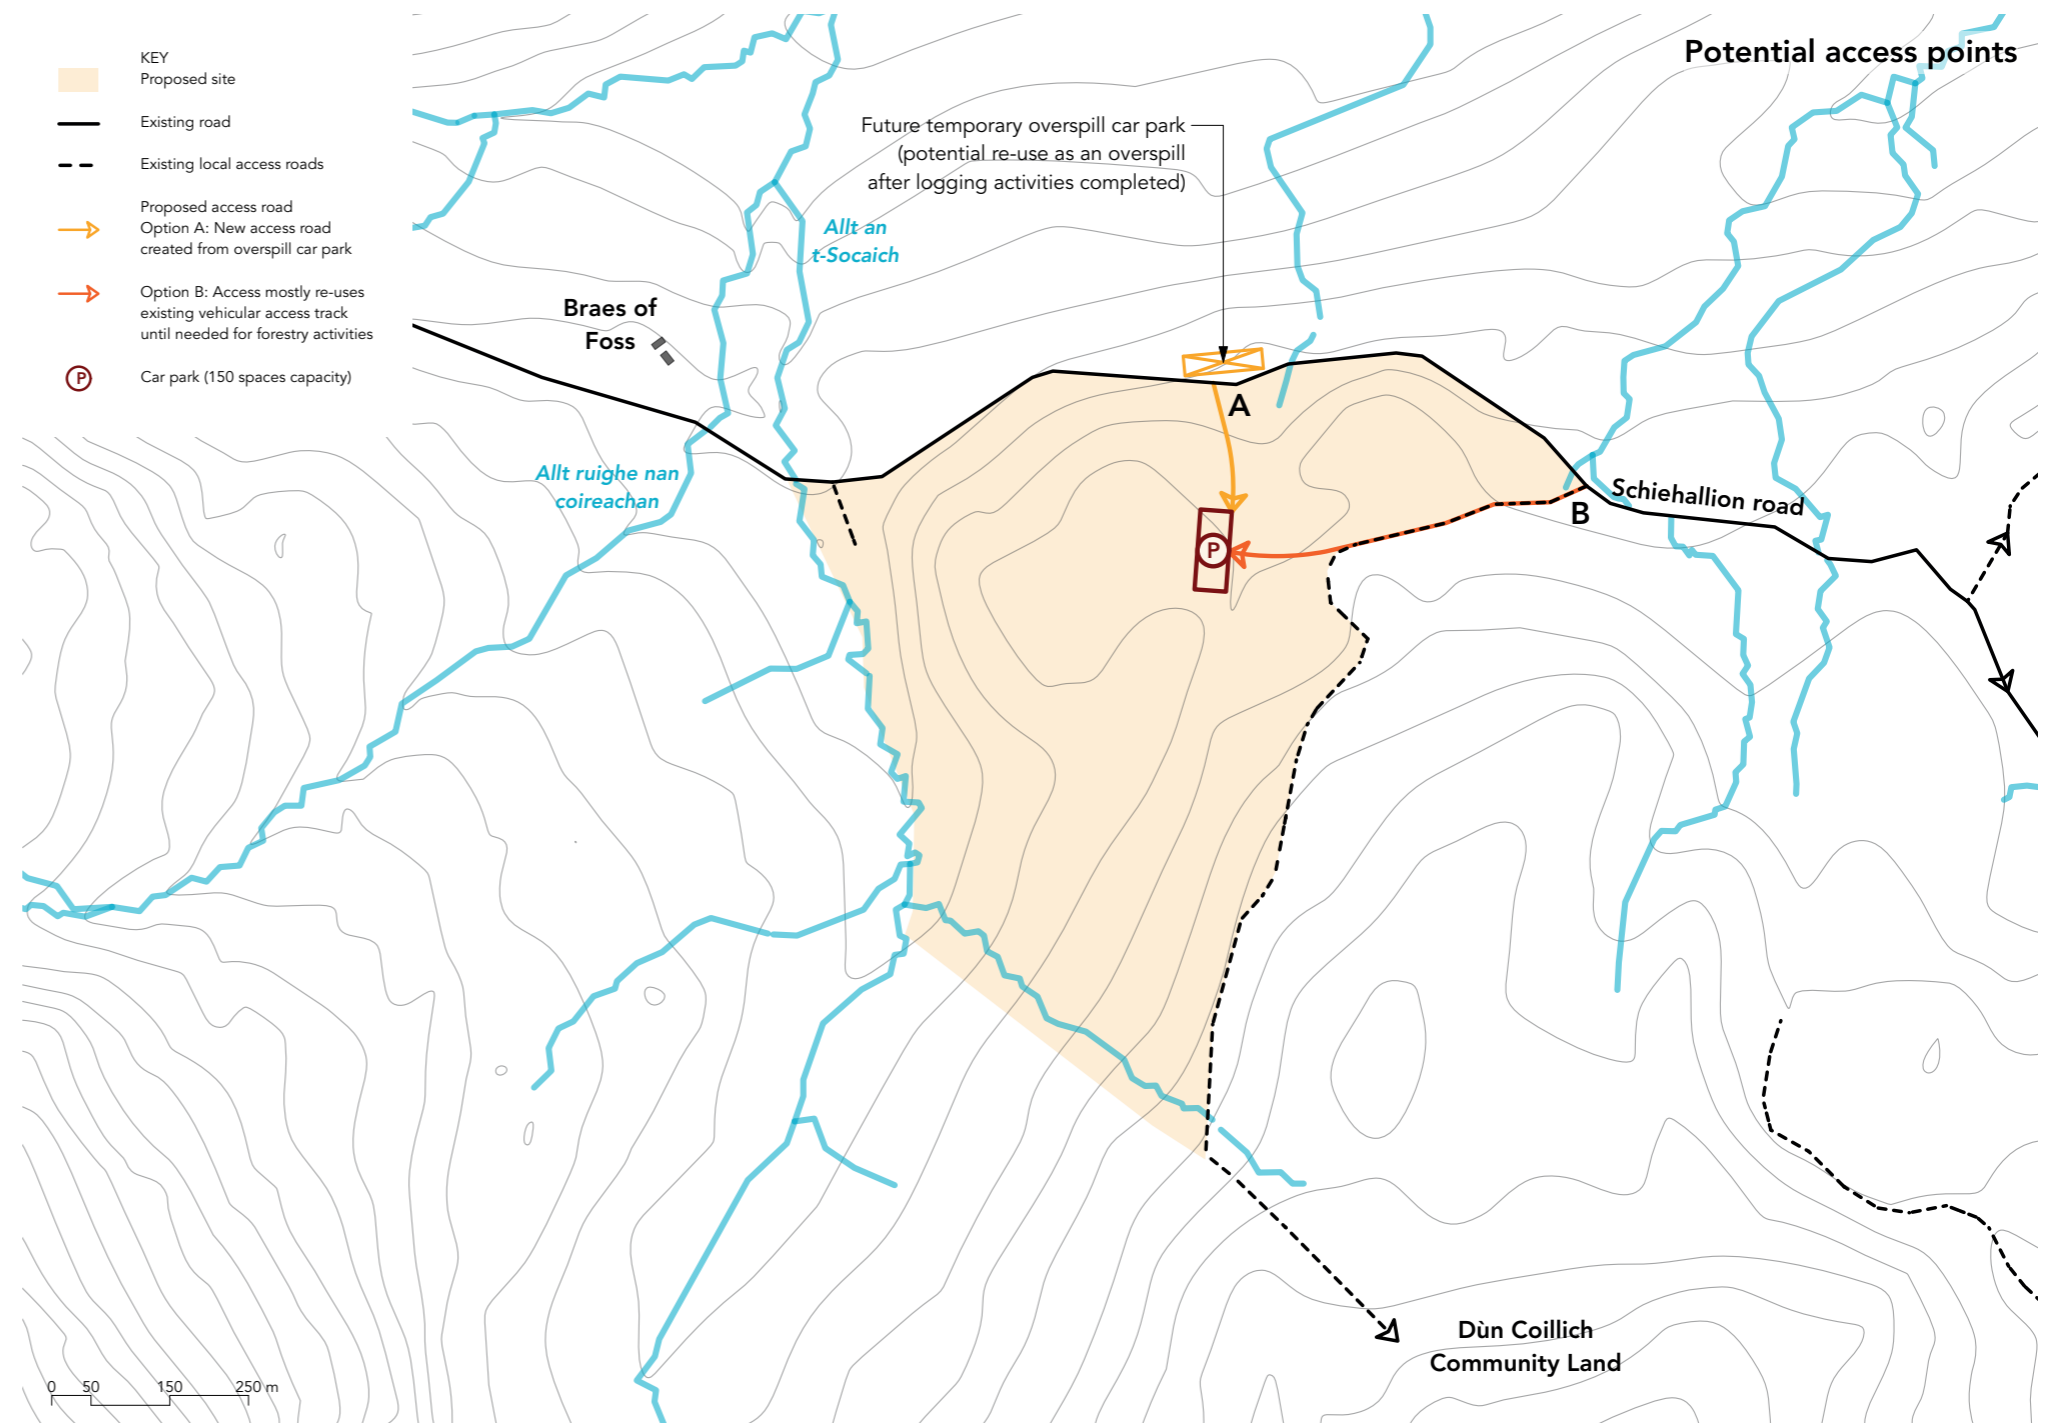 Potential access points
KEY
Proposed site
Existing road
Existing local access roads
Proposed access road
Option A: New access road
created from overspill car park
Option B: Access mostly re-uses
existing vehicular access track
until needed for forestry activities
P
Car park (150 spaces capacity)
Future temporary overspill car park
(potential re-use as an overspill
after logging activities completed)
Allt an
t-Socaich
Braes of
Foss
A
Allt ruighe nan
coireachan
Schiehallion road
B
P
Dùn Coillich
Community Land
0 50 150 250 m